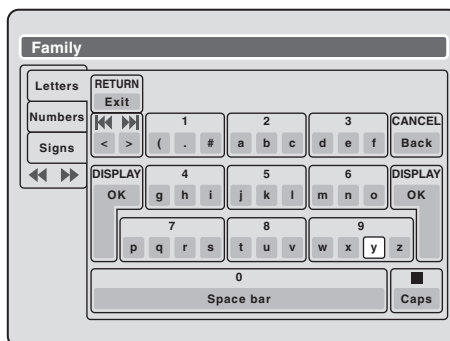 Family
Letters
Numbers
Signs
RETURN
Exit
1 2 3 CANCEL
< > ( . # a b c d e f Back
DISPLAY 4 5 6 DISPLAY
OK g h i j k l m n o OK
7 8 9
p q r s t u v w x y z
0
Space bar Caps